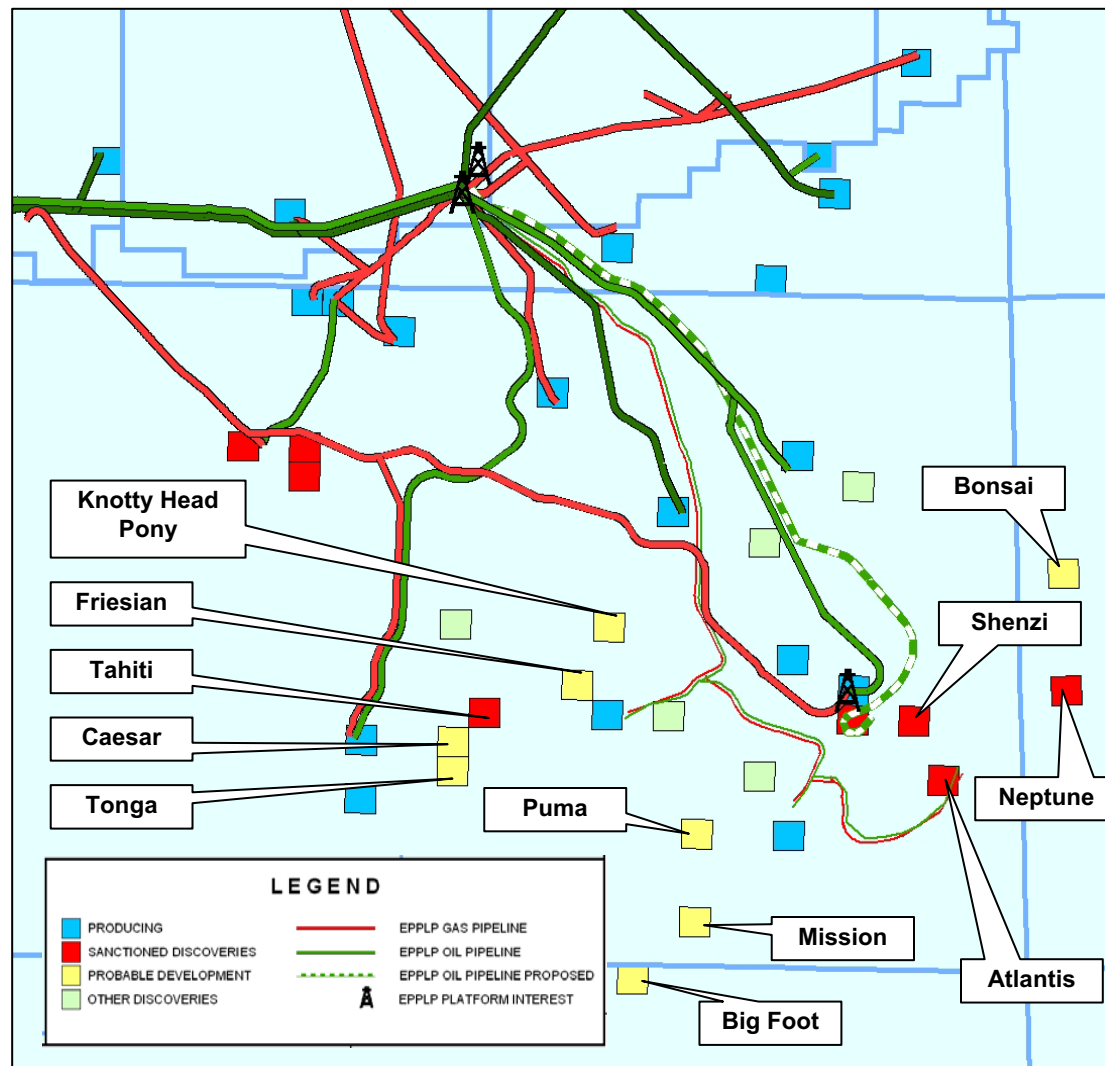 Knotty Head
Pony
Bonsai
Friesian
Shenzi
Tahiti
Caesar
Tonga
Puma
Neptune
Mission
Atlantis
Big Foot
LEGEND
PRODUCING
SANCTIONED DISCOVERIES
PROBABLE DEVELOPMENT
OTHER DISCOVERIES
EPPLP GAS PIPELINE
EPPLP OIL PIPELINE
EPPLP OIL PIPELINE PROPOSED
EPPLP PLATFORM INTEREST